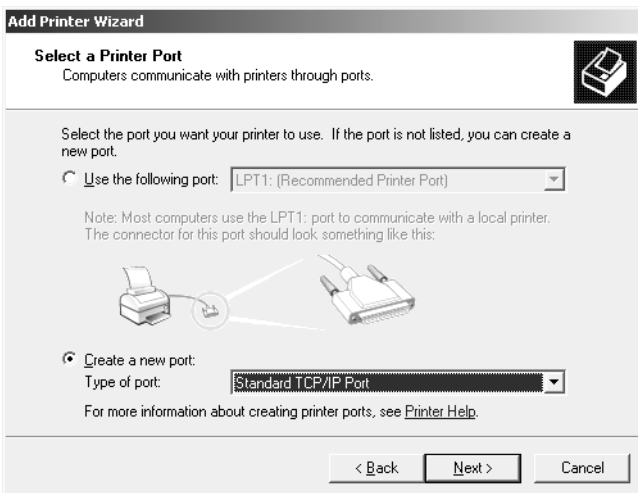 Add Printer Wizard
Select a Printer Port
Computers communicate with printers through ports.
Select the port you want your printer to use.  If the port is not listed, you can create a
new port.
Use the following port: LPT1: (Recommended Printer Port)
Note: Most computers use the LPT1: port to communicate with a local printer.
The connector for this port should look something like this:
Create a new port:
Type of port: Standard TCP/IP Port
For more information about creating printer ports, see Printer Help.
< Back Next > Cancel